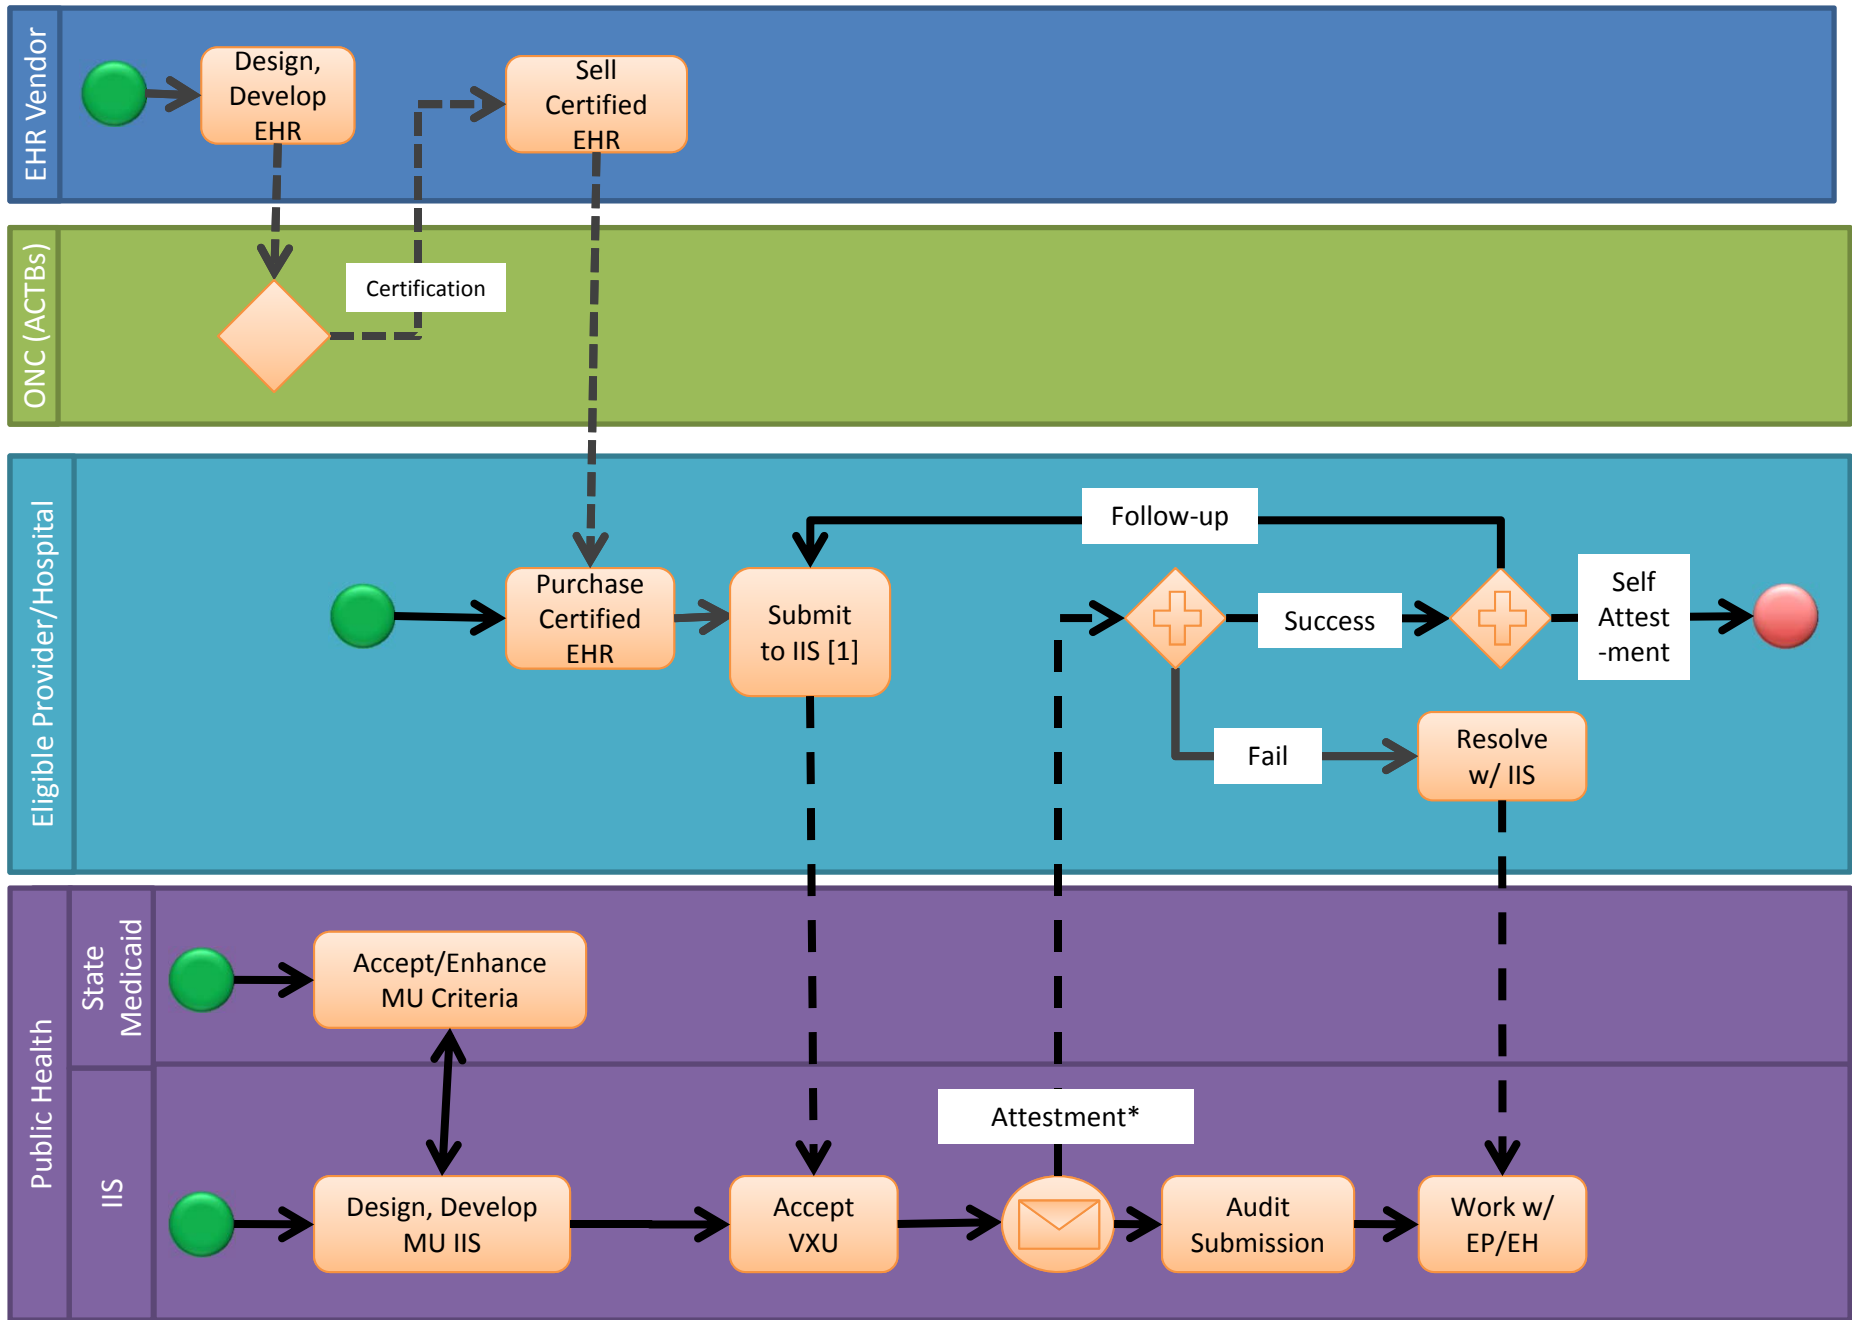 EHR Vendor
Design,
Develop
EHR
Sell
Certified
EHR
ONC (ACTBs)
Certification
Eligible Provider/Hospital
Follow-up
Purchase
Certified
EHR
Submit
to IIS [1]
Success
Self
Attest
-ment
Fail
Resolve
w/ IIS
Public Health
State
Medicaid
Accept/Enhance
MU Criteria
IIS
Attestment*
Design, Develop
MU IIS
Accept
VXU
Audit
Submission
Work w/
EP/EH